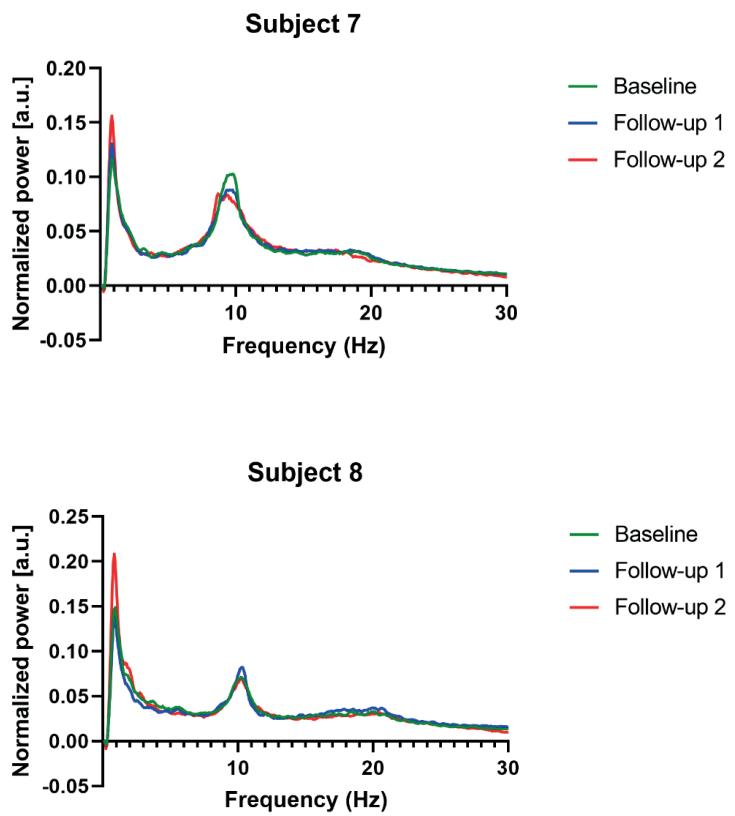 Subject 7
Normalized power [a.u.]
0.20
0.15
0.10
0.05
0.00
-0.05
10
20
30
Frequency (Hz)
Baseline
Follow-up 1
Follow-up 2
Subject 8
Normalized power [a.u.]
0.25
0.20
0.15
0.10
0.05
0.00
-0.05
10
20
30
Frequency (Hz)
Baseline
Follow-up 1
Follow-up 2